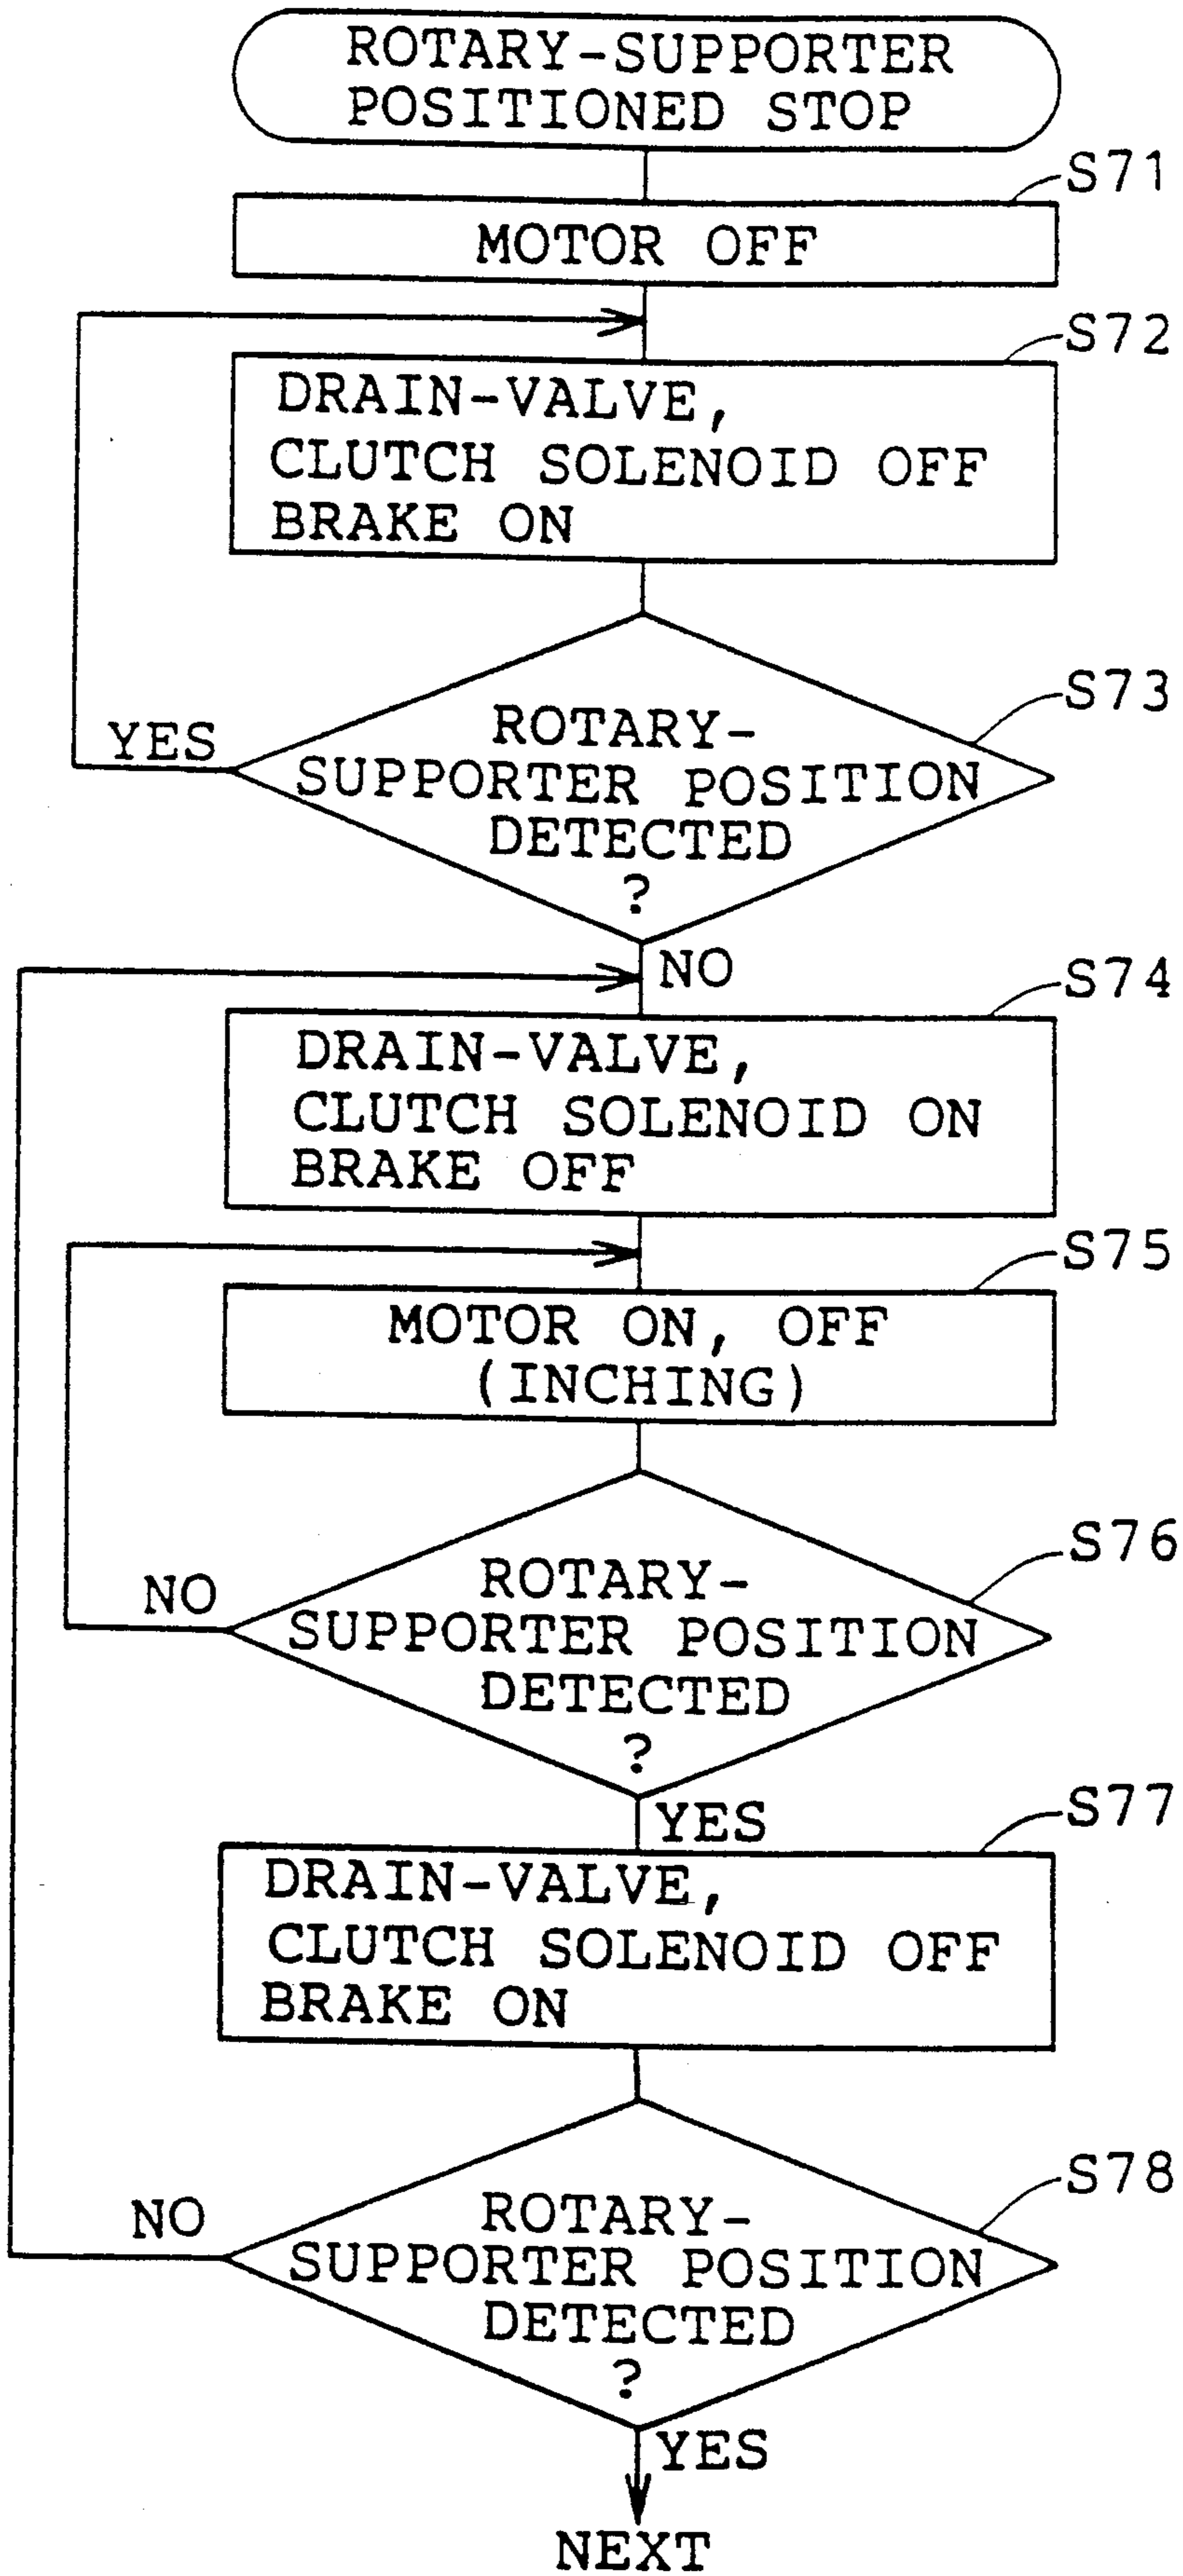 ROTARY-SUPPORTER
POSITIONED STOP
S71
MOTOR OFF
S72
DRAIN-VALVE,
CLUTCH SOLENOID OFF
BRAKE ON
S73
YES
ROTARY-
SUPPORTER POSITION
DETECTED
?
NO
S74
DRAIN-VALVE,
CLUTCH SOLENOID ON
BRAKE OFF
S75
MOTOR ON, OFF
(INCHING)
S76
NO
ROTARY-
SUPPORTER POSITION
DETECTED
?
YES
S77
DRAIN-VALVE,
CLUTCH SOLENOID OFF
BRAKE ON
S78
NO
ROTARY-
SUPPORTER POSITION
DETECTED
?
YES
NEXT